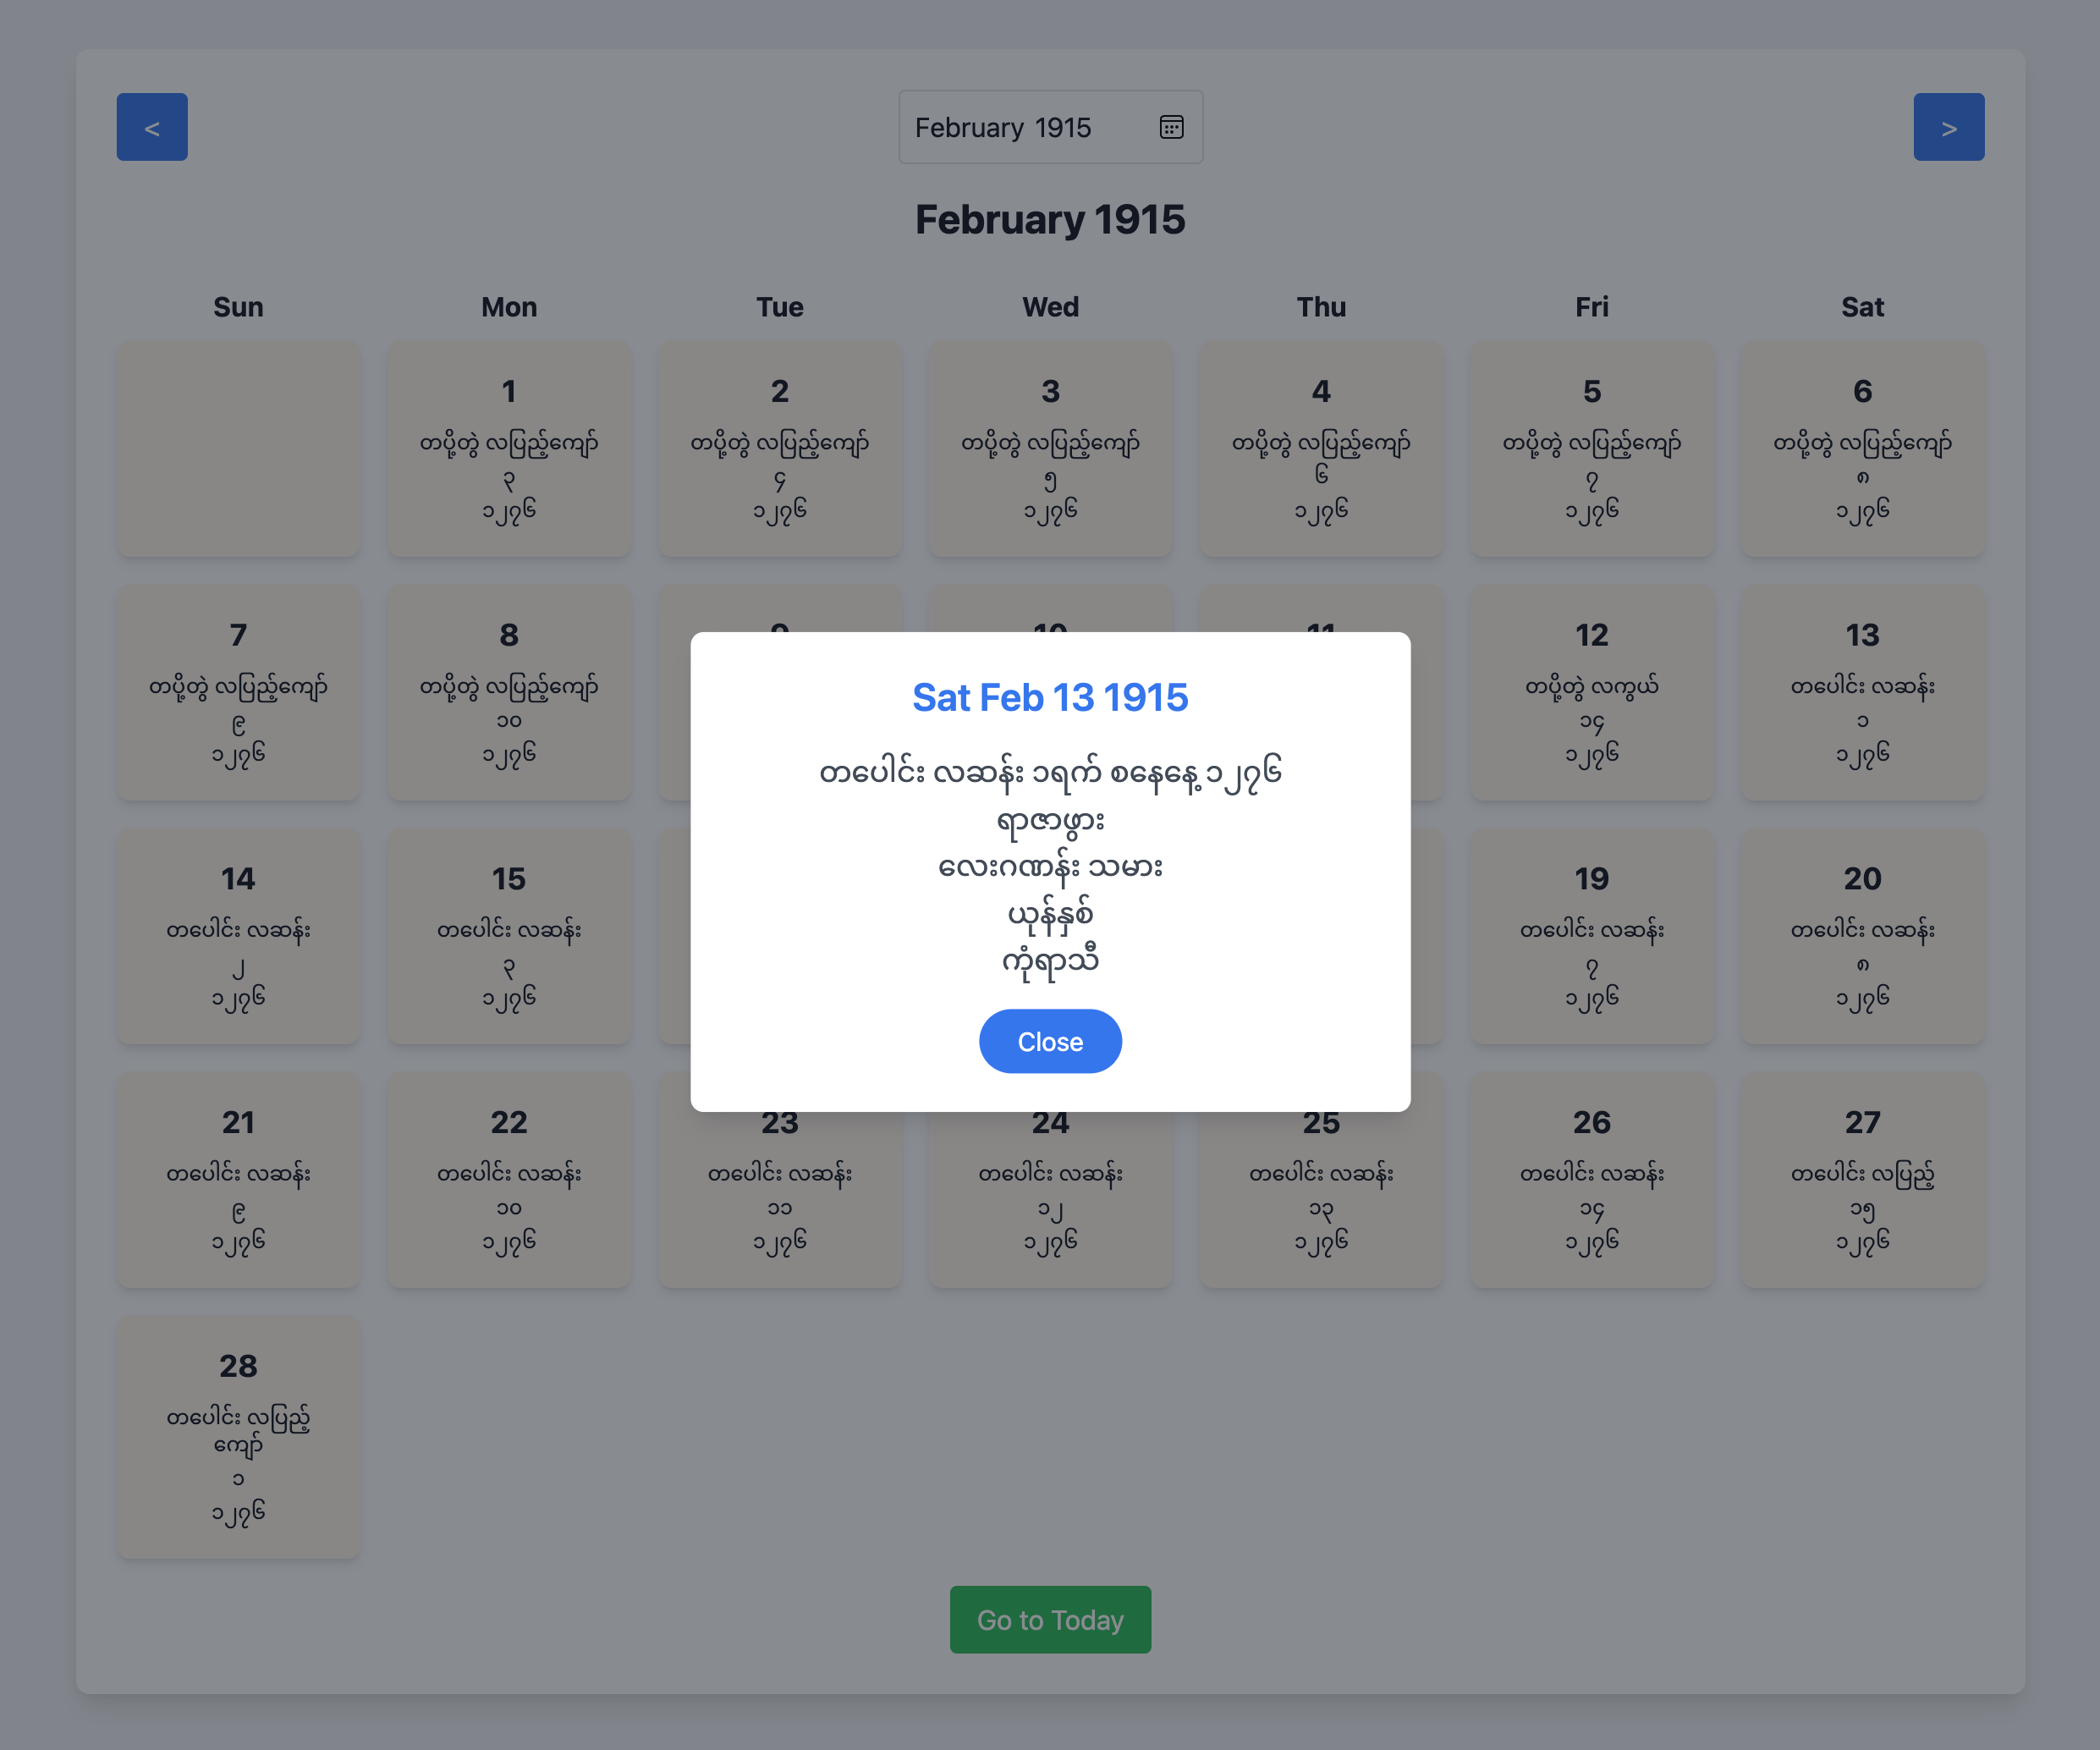 <
February 1915
>
February 1915
Sun Mon Tue Wed Thu Fri Sat
1 2 3 4 5 6
တပို့တွဲ လပြည့်ကျော် တပို့တွဲ လပြည့်ကျော် တပို့တွဲ လပြည့်ကျော် တပို့တွဲ လပြည့်ကျော် တပို့တွဲ လပြည့်ကျော် တပို့တွဲ လပြည့်ကျော်
၃ ၄ ၅ ၆ ၇ ၈
၁၂၇၆ ၁၂၇၆ ၁၂၇၆ ၁၂၇၆ ၁၂၇၆ ၁၂၇၆
7 8 9 10 11 12 13
တပို့တွဲ လပြည့်ကျော် တပို့တွဲ လပြည့်ကျော် တပို့တွဲ လကွယ် တပေါင်း လဆန်း
၉ ၁၀ ၁၄ ၁
၁၂၇၆ ၁၂၇၆ ၁၂၇၆ ၁၂၇၆
Sat Feb 13 1915
တပေါင်း လဆန်း ၁ရက် စနေနေ့ ၁၂၇၆
ရာဇာဖွား
လေးဂဏန်း သမား
ယုန်နှစ်
ကုံရာသီ
Close
14 15 19 20
တပေါင်း လဆန်း တပေါင်း လဆန်း တပေါင်း လဆန်း တပေါင်း လဆန်း
၂ ၃ ၇ ၈
၁၂၇၆ ၁၂၇၆ ၁၂၇၆ ၁၂၇၆
21 22 23 24 25 26 27
တပေါင်း လဆန်း တပေါင်း လဆန်း တပေါင်း လဆန်း တပေါင်း လဆန်း တပေါင်း လဆန်း တပေါင်း လဆန်း တပေါင်း လပြည့်
၉ ၁၀ ၁၁ ၁၂ ၁၃ ၁၄ ၁၅
၁၂၇၆ ၁၂၇၆ ၁၂၇၆ ၁၂၇၆ ၁၂၇၆ ၁၂၇၆ ၁၂၇၆
28
တပေါင်း လပြည့်
ကျော်
၁
၁၂၇၆
Go to Today